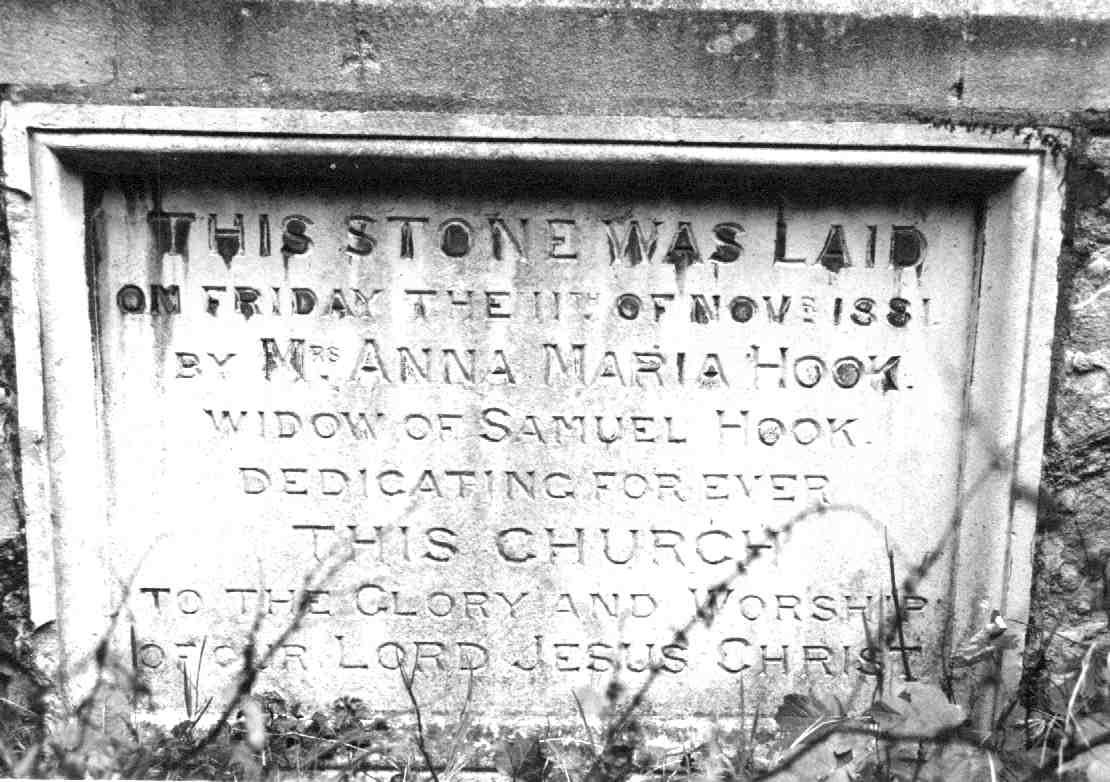 THIS STONE WAS LAID
ON FRIDAY THE 11TH OF NOVR 1881.
BY MRS ANNA MARIA HOOK.
WIDOW OF SAMUEL HOOK.
DEDICATING FOR EVER
THIS CHURCH
TO THE GLORY AND WORSHIP
OF OUR LORD JESUS CHRIST